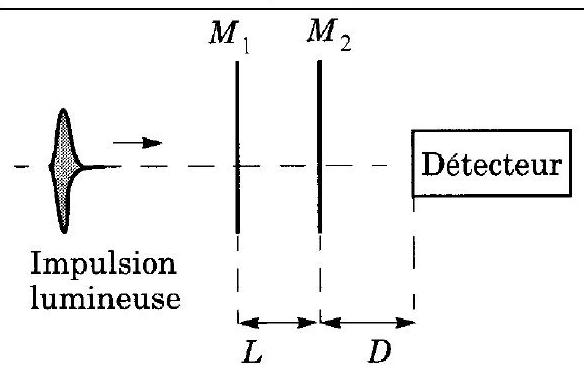 M1 M2
Détecteur
Impulsion
lumineuse
L D